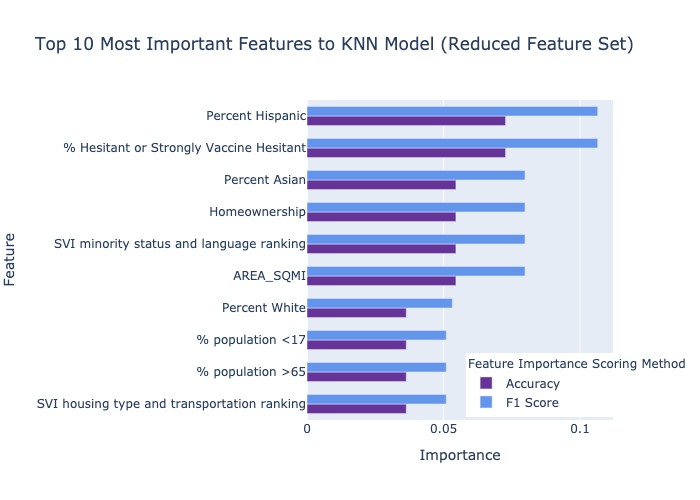 Top 10 Most Important Features to KNN Model (Reduced Feature Set)
Feature
Percent Hispanic
% Hesitant or Strongly Vaccine Hesitant
Percent Asian
Homeownership
SVI minority status and language ranking
AREA_SQMI
Percent White
% population <17
% population >65
SVI housing type and transportation ranking
Feature Importance Scoring Method
Accuracy
F1 Score
0 0.05 0.1
Importance